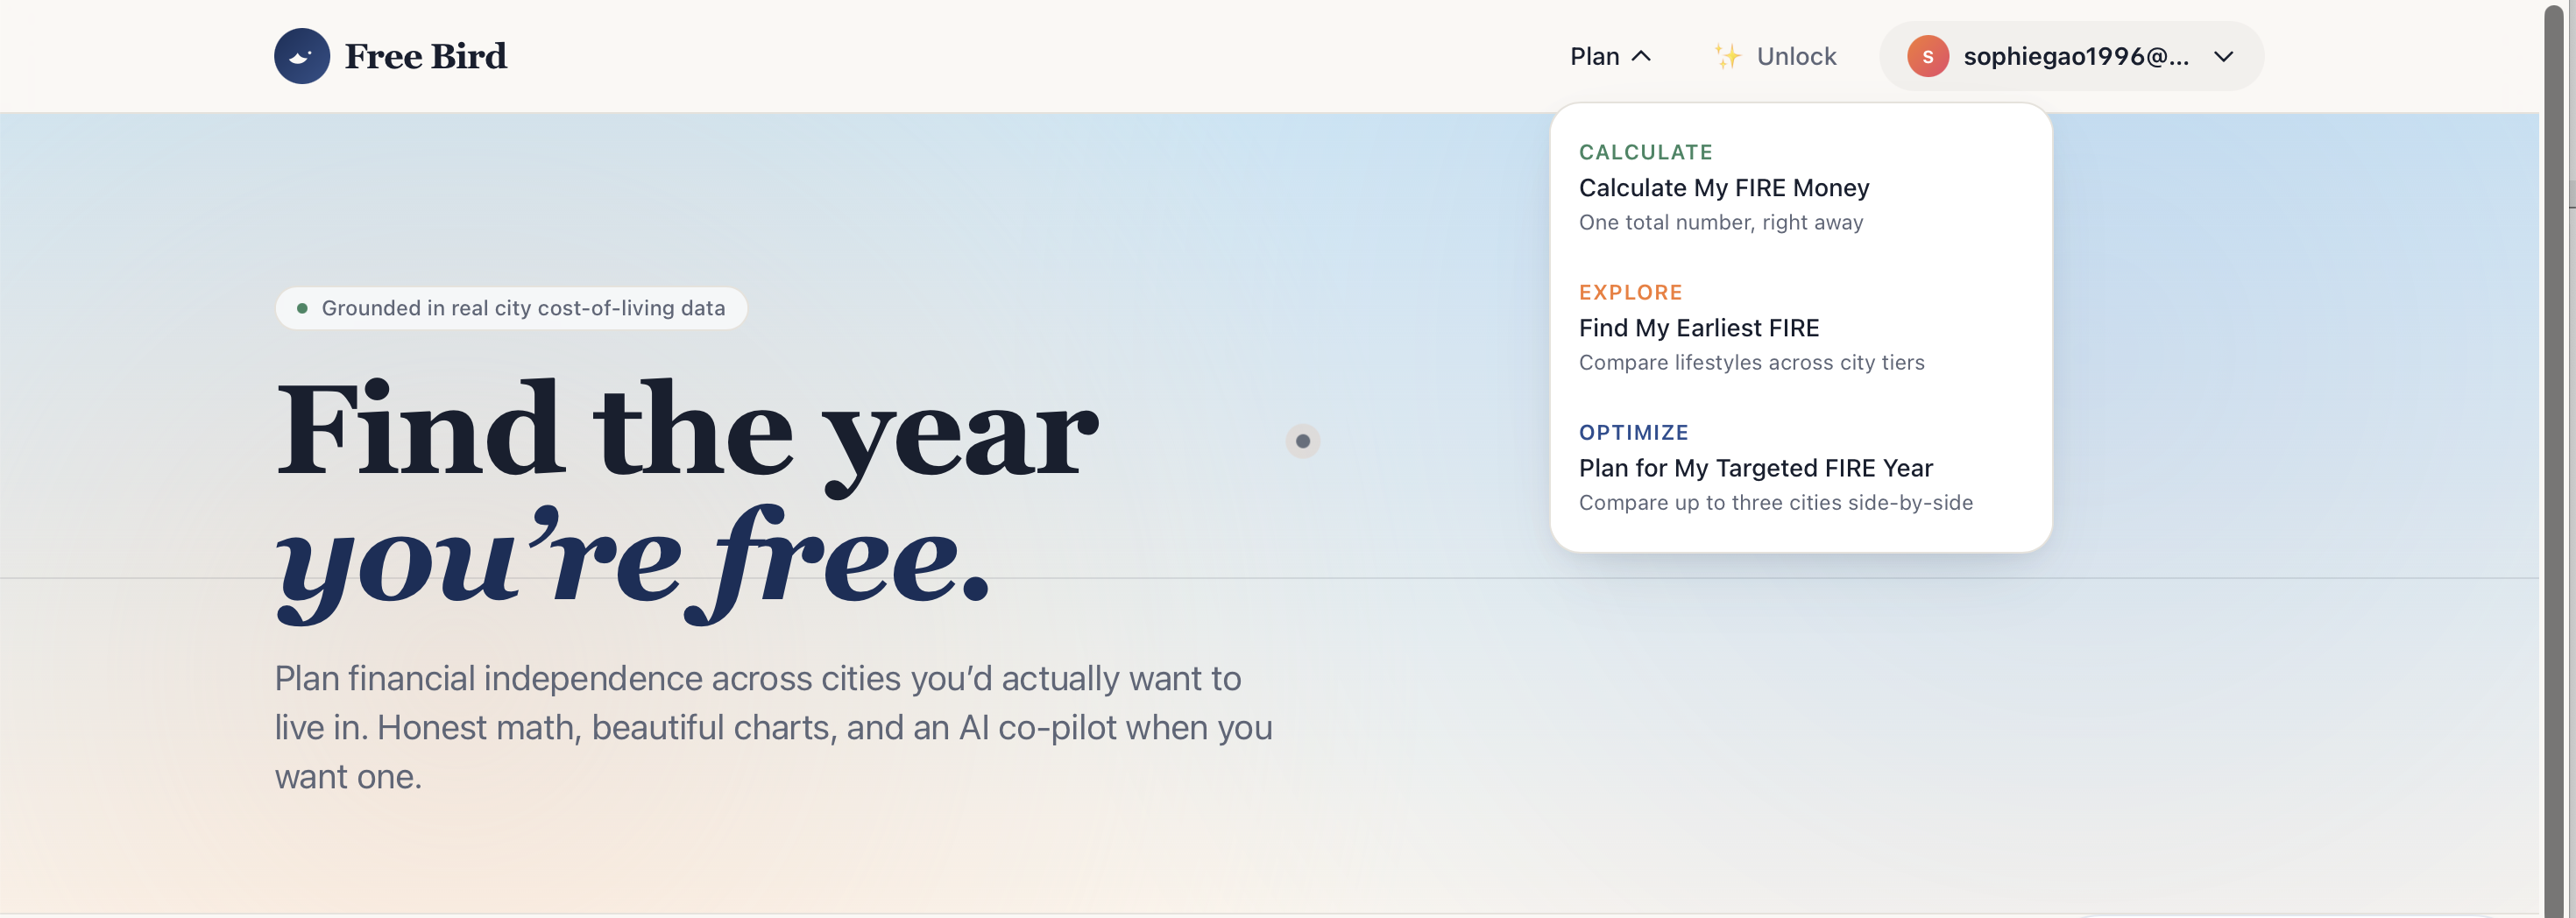 Free Bird
Plan
✨ Unlock
S
sophiegao1996@...
CALCULATE
Calculate My FIRE Money
One total number, right away
EXPLORE
Find My Earliest FIRE
Compare lifestyles across city tiers
OPTIMIZE
Plan for My Targeted FIRE Year
Compare up to three cities side-by-side
Grounded in real city cost-of-living data
Find the year
you’re free.
Plan financial independence across cities you’d actually want to
live in. Honest math, beautiful charts, and an AI co-pilot when you
want one.